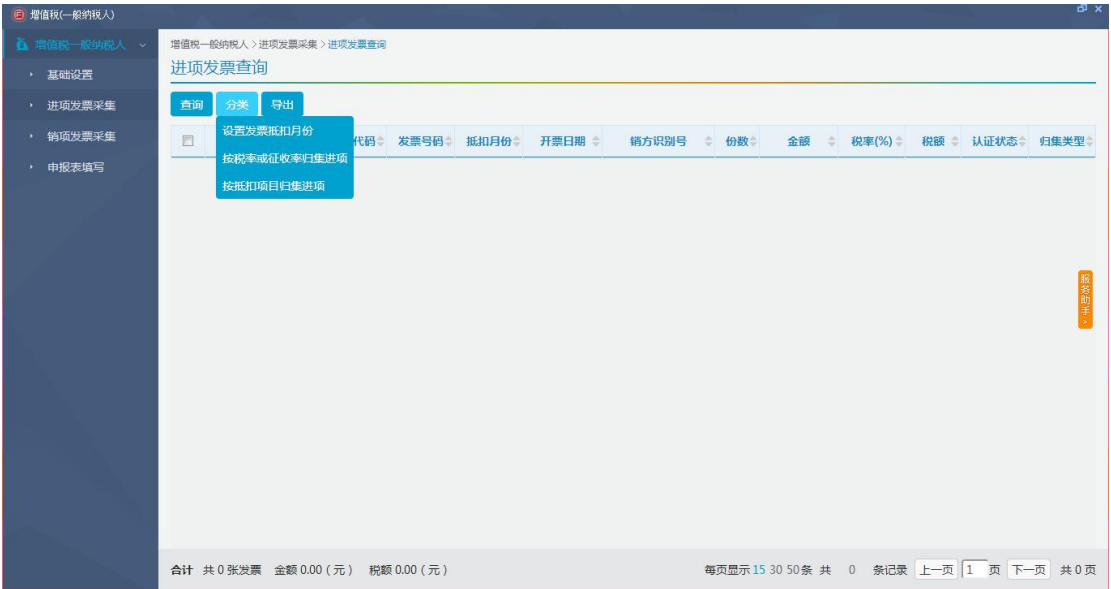 增值税(一般纳税人)
增值税一般纳税人
基础设置
进项发票采集
销项发票采集
申报表填写
增值税一般纳税人>进项发票采集>进项发票查询
进项发票查询
查询 分类 导出
代码 发票号码 抵扣月份 开票日期 销方识别号 份数 金额 税率(%) 税额 认证状态 归集类型
设置发票抵扣月份
按税率或征收率归集进项
按抵扣项目归集进项
服务助手>
合计 共0张发票 金额0.00(元) 税额0.00(元) 每页显示 15 30 50条 共 0 条记录 上一页 1 页 下一页 共0页